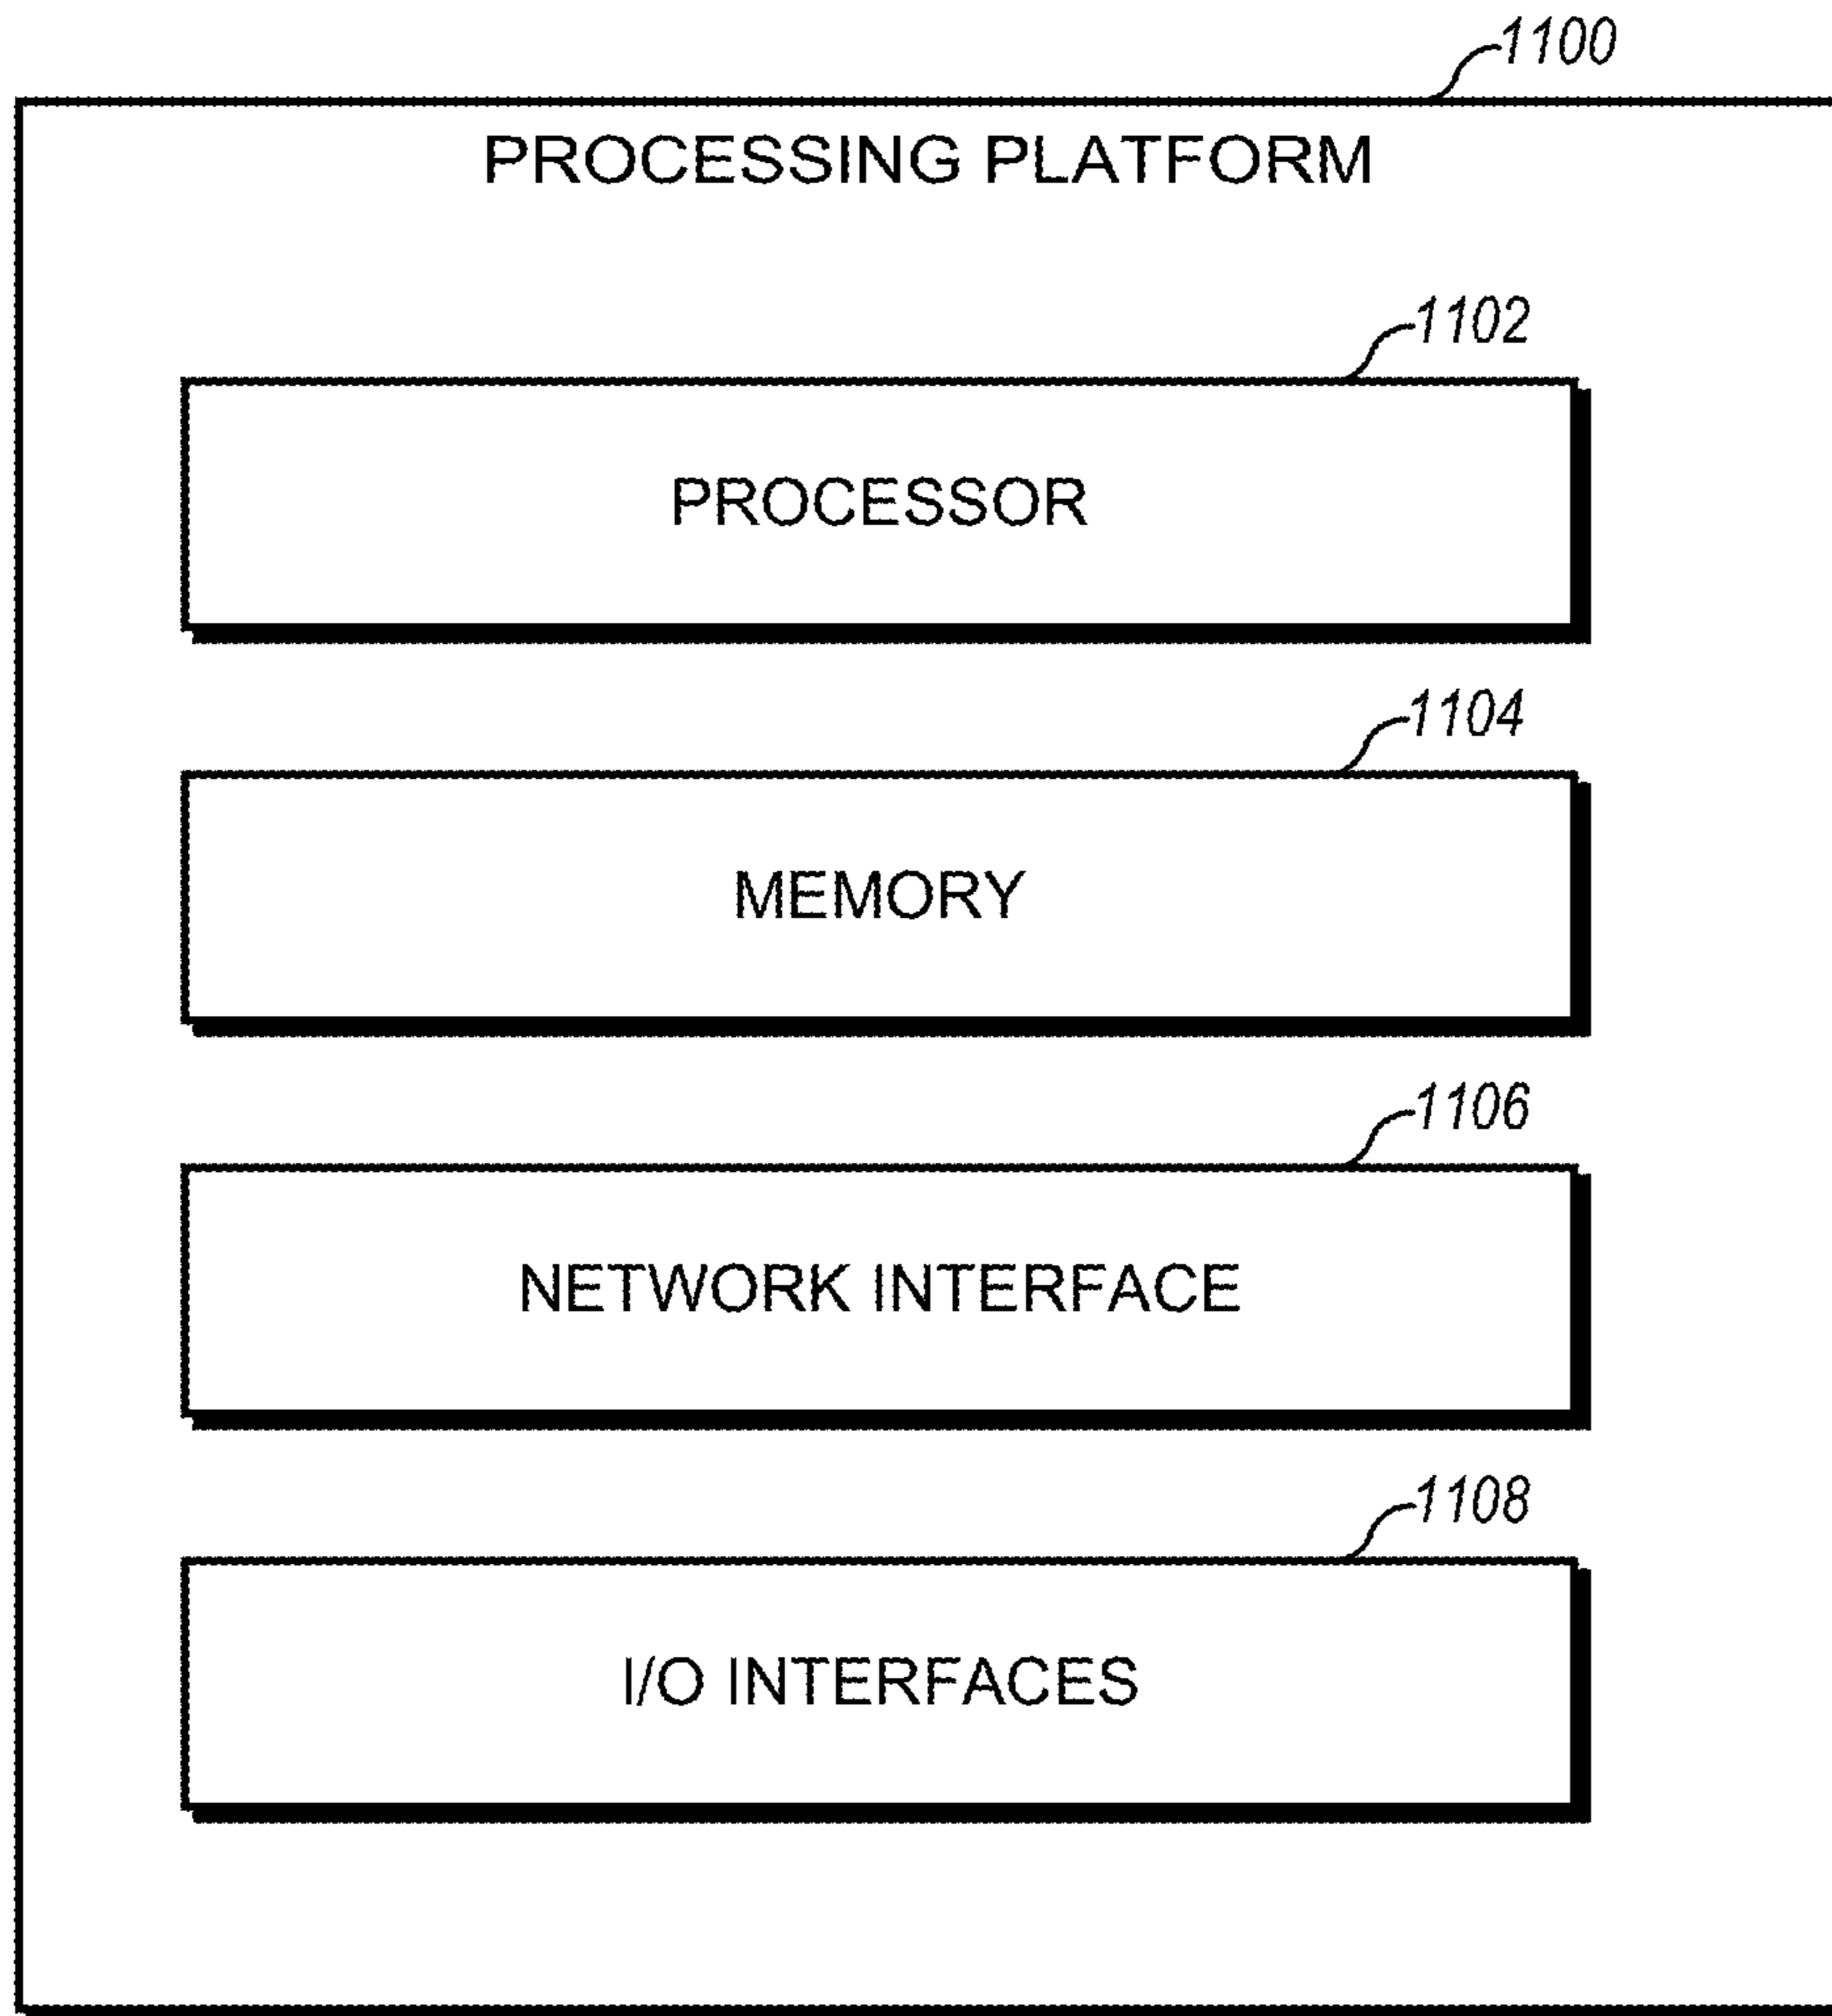 1100
PROCESSING PLATFORM
1102
PROCESSOR
1104
MEMORY
1106
NETWORK INTERFACE
1108
I/O INTERFACES